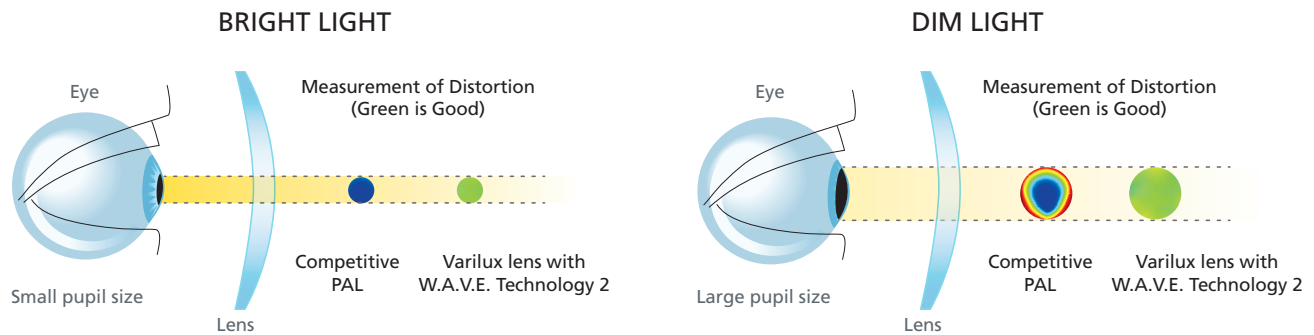 BRIGHT LIGHT
Eye
Measurement of Distortion
(Green is Good)
Competitive
PAL
Varilux lens with
W.A.V.E. Technology 2
Small pupil size
Lens
DIM LIGHT
Eye
Measurement of Distortion
(Green is Good)
Competitive
PAL
Varilux lens with
W.A.V.E. Technology 2
Large pupil size
Lens